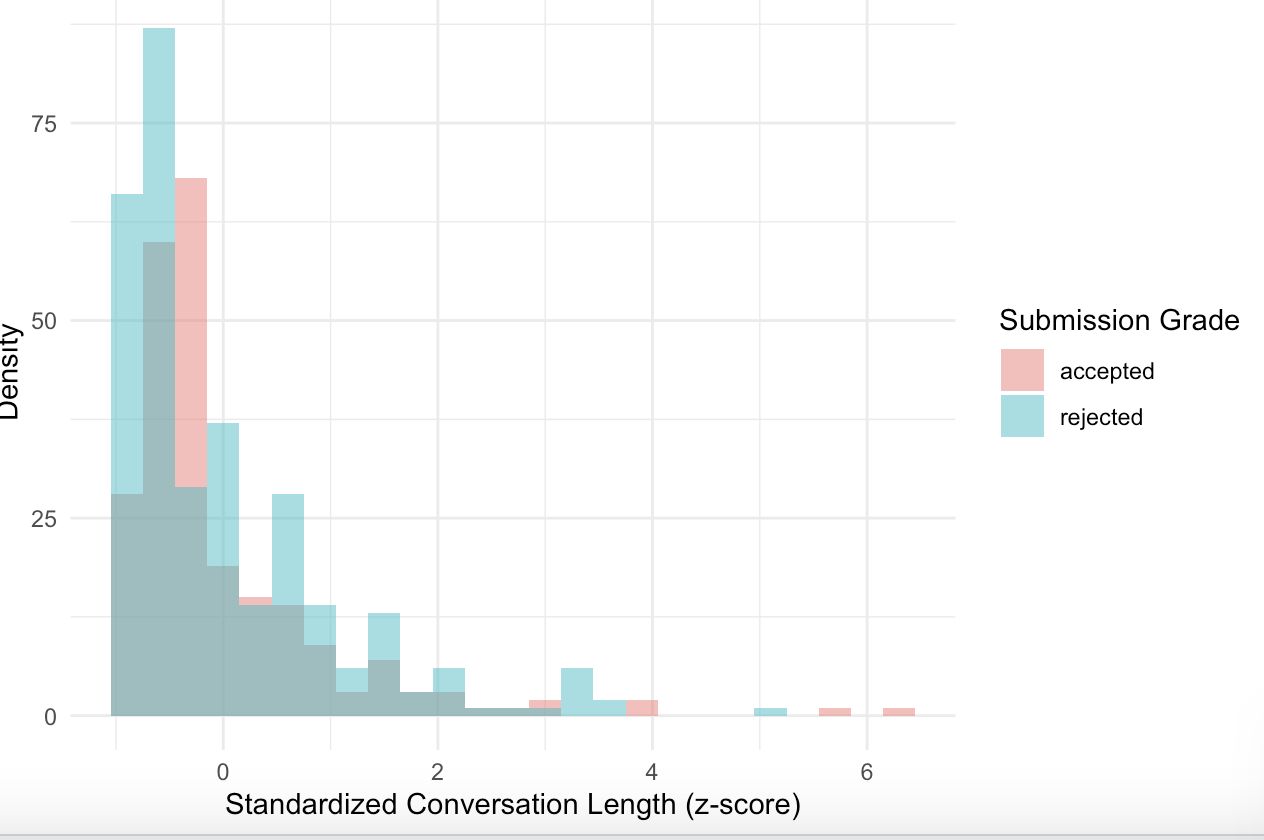 75
50
25
0
Density
0 2 4 6
Standardized Conversation Length (z-score)
Submission Grade
accepted
rejected